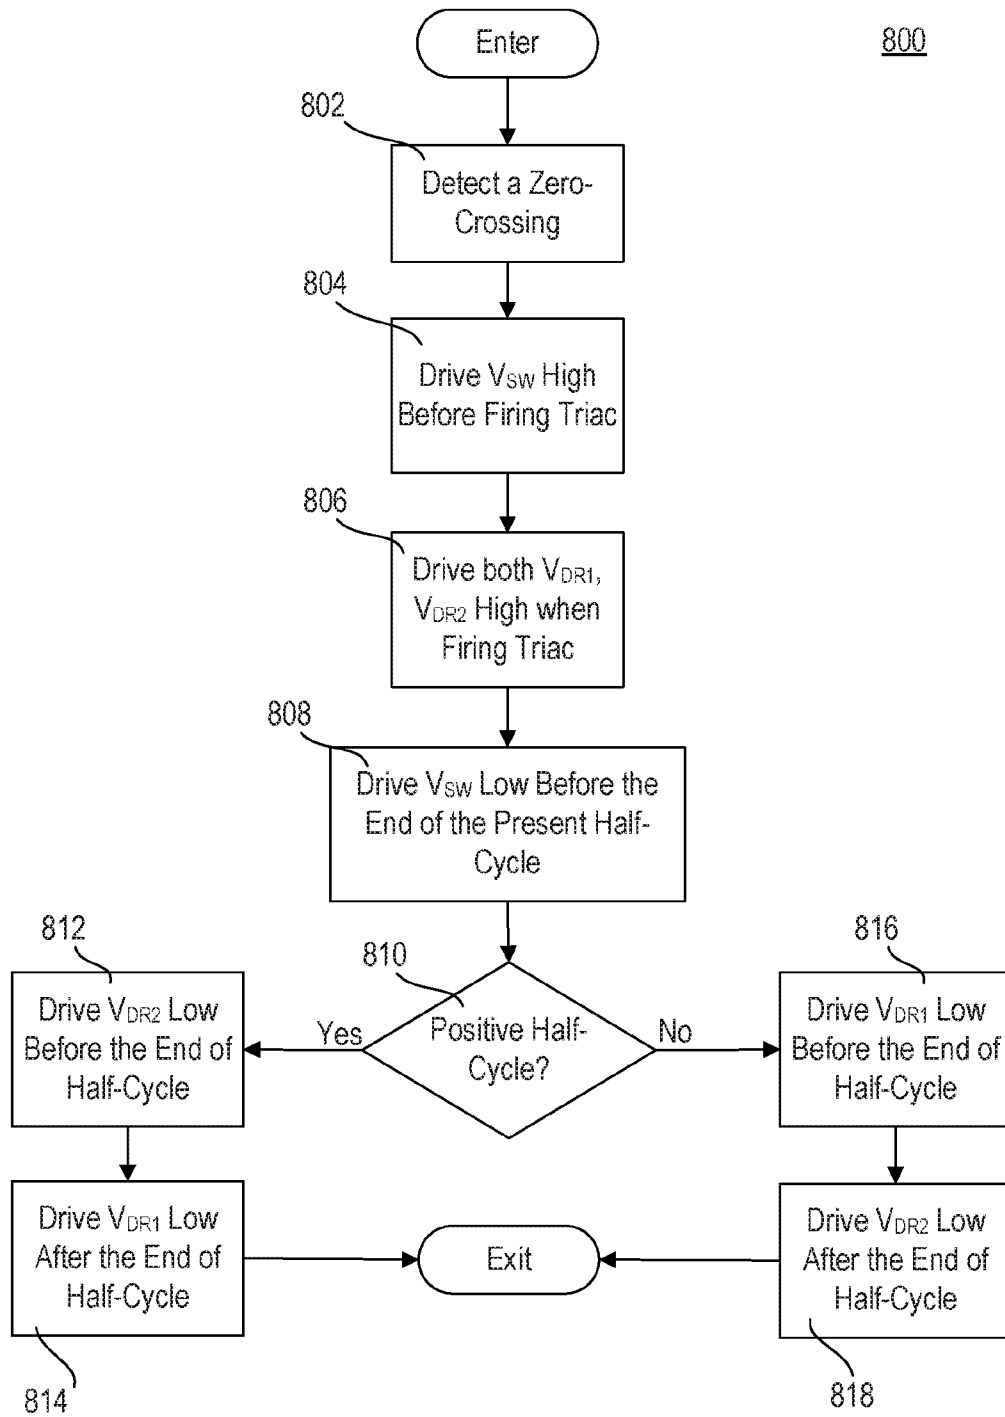 Enter
800
802
Detect a Zero-
Crossing
804
Drive VSW High
Before Firing Triac
806
Drive both VDR1,
VDR2 High when
Firing Triac
808
Drive VSW Low Before the
End of the Present Half-
Cycle
810
Positive Half-
Cycle?
Yes
No
812
Drive VDR2 Low
Before the End of
Half-Cycle
816
Drive VDR1 Low
Before the End of
Half-Cycle
Drive VDR1 Low
After the End of
Half-Cycle
814
Exit
Drive VDR2 Low
After the End of
Half-Cycle
818